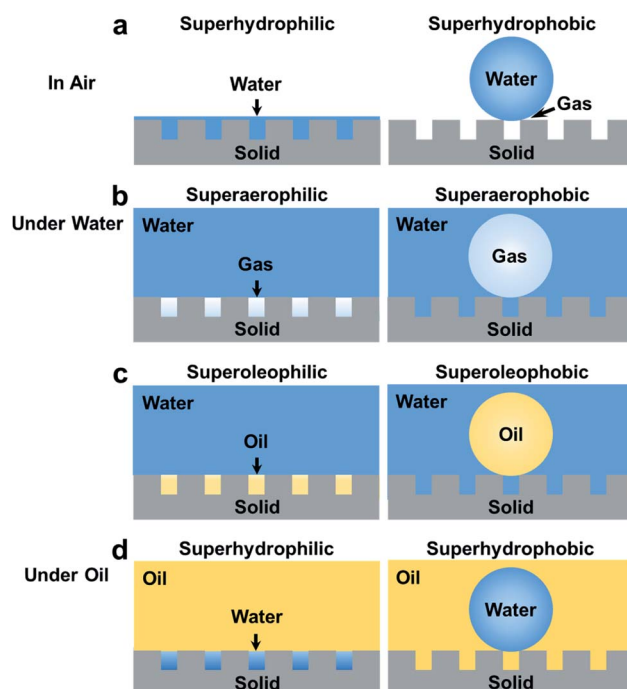 a
Superhydrophilic
Superhydrophobic
In Air
Water
Water
Gas
Solid
Solid
b
Superaerophilic
Superaerophobic
Under Water
Water
Water
Gas
Gas
Solid
Solid
c
Superoleophilic
Superoleophobic
Water
Water
Oil
Oil
Solid
Solid
d
Superhydrophilic
Superhydrophobic
Under Oil
Oil
Oil
Water
Water
Solid
Solid